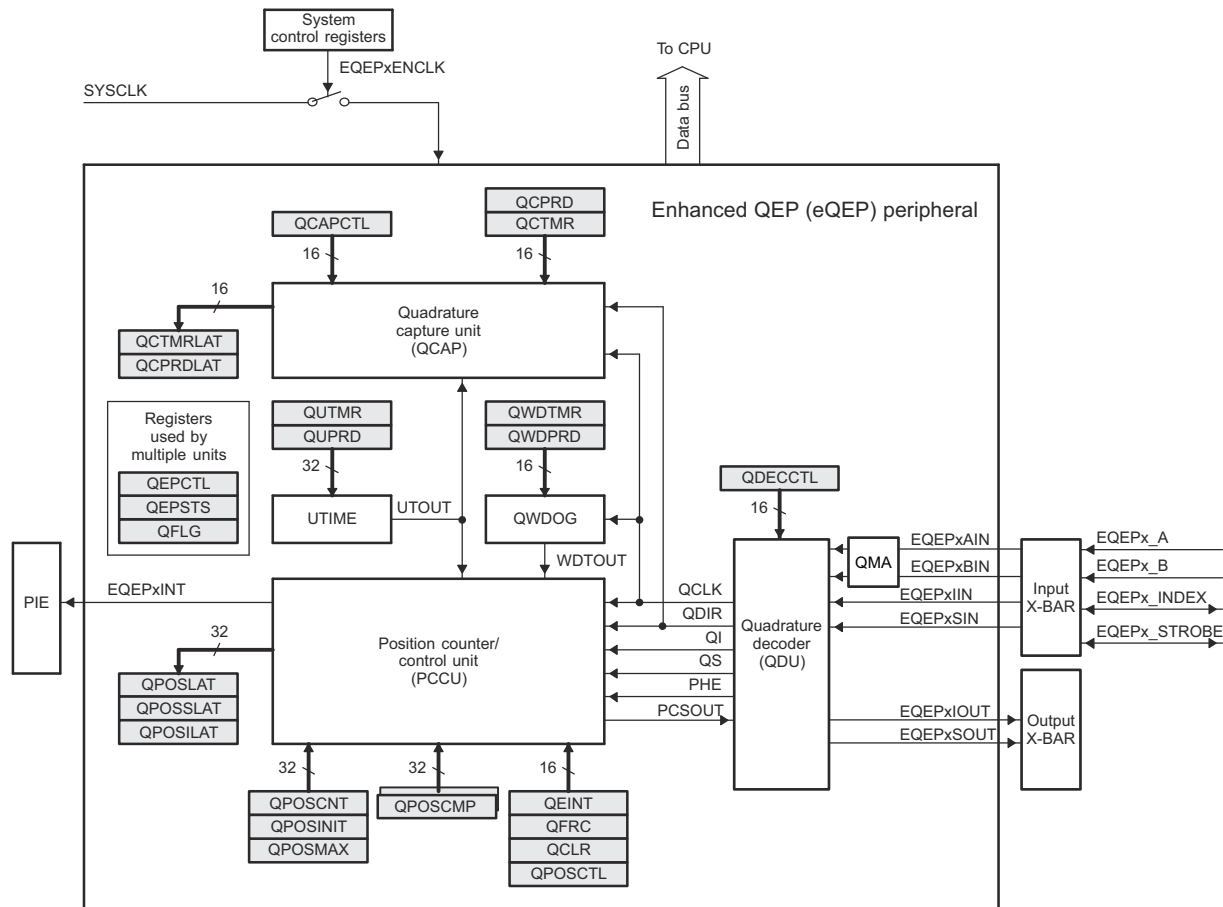 System
control registers
To CPU
EQEPxENCLK
SYSCLK
Data bus
Enhanced QEP (eQEP) peripheral
QCPRD
QCTMR
QCAPCTL
16
16
16
Quadrature
capture unit
(QCAP)
QCTMRLAT
QCPRDLAT
Registers
used by
multiple units
QEPCTL
QEPSTS
QFLG
QUTMR
QUPRD
32
UTIME
UTOUT
QWDTMR
QWDPRD
16
QWDOG
WDTOUT
QDECCTL
16
EQEPxAIN
EQEPxBIN
EQEPxIIN
EQEPxSIN
QMA
Input
X-BAR
EQEPx_A
EQEPx_B
EQEPx_INDEX
EQEPx_STROBE
PIE
EQEPxINT
32
QPOSLAT
QPOSSLAT
QPOSILAT
Position counter/
control unit
(PCCU)
QCLK
QDIR
QI
QS
PHE
PCSOUT
Quadrature
decoder
(QDU)
EQEPxIOUT
EQEPxSOUT
Output
X-BAR
32
32
16
QPOSCNT
QPOSINIT
QPOSMAX
QPOSCMP
QEINT
QFRC
QCLR
QPOSCTL